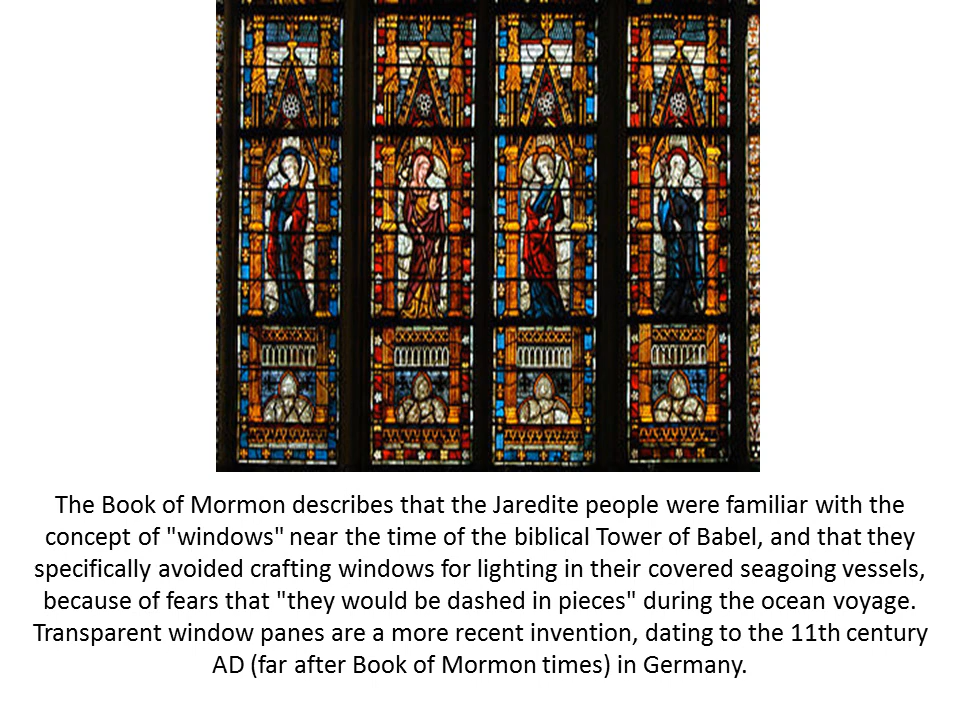 The Book of Mormon describes that the Jaredite people were familiar with the
concept of "windows" near the time of the biblical Tower of Babel, and that they
specifically avoided crafting windows for lighting in their covered seagoing vessels,
because of fears that "they would be dashed in pieces" during the ocean voyage.
Transparent window panes are a more recent invention, dating to the 11th century
AD (far after Book of Mormon times) in Germany.